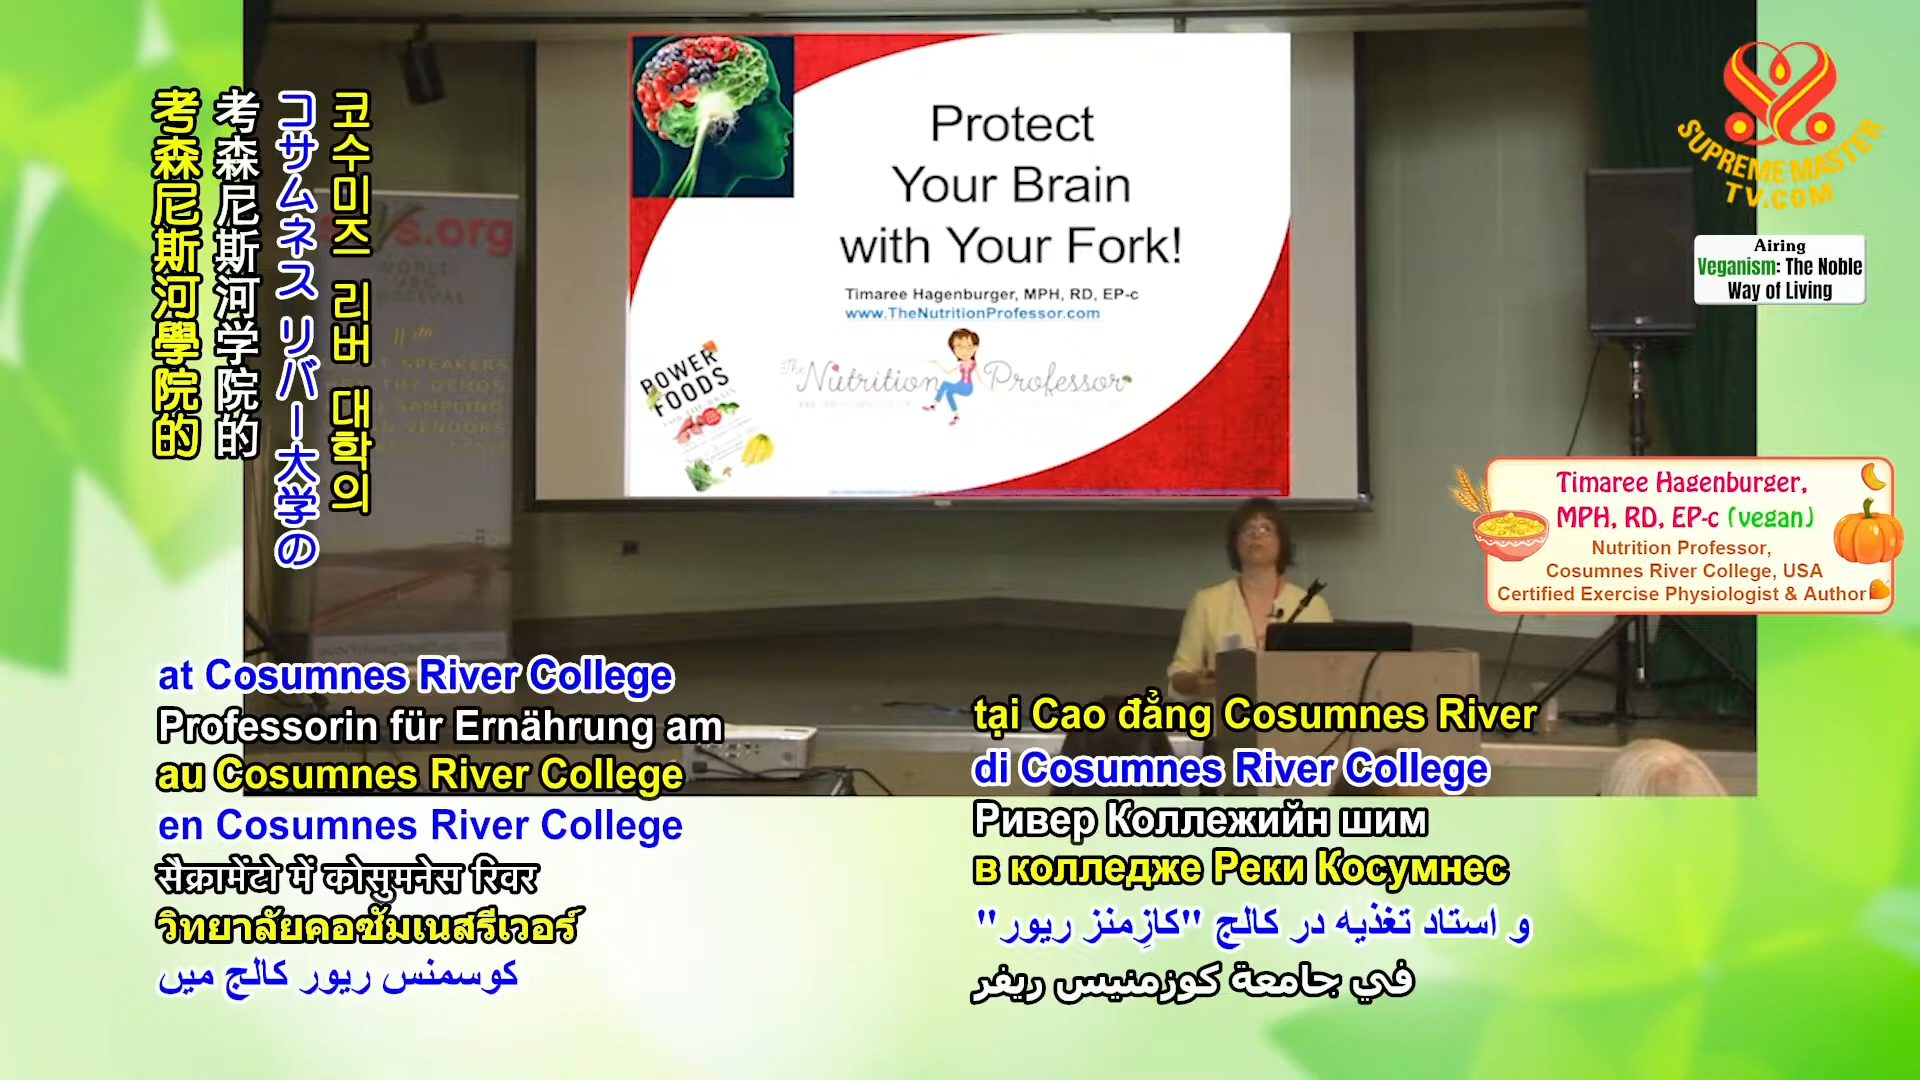 考森尼斯河學院的
考森尼斯河学院的
コサムネス リバー大学の
코수미즈 리버 대학의
s.org
Protect
Your Brain
with Your Fork!
Timaree Hagenburger, MPH, RD, EP-c
www.TheNutritionProfessor.com
POWER
FOODS
FOR THE BRAIN
The Nutrition Professor
SUPREME MASTER
TV.COM
Airing
Veganism: The Noble
Way of Living
Timaree Hagenburger,
MPH, RD, EP-c (vegan)
Nutrition Professor,
Cosumnes River College, USA
Certified Exercise Physiologist & Author
at Cosumnes River College
Professorin für Ernährung am
au Cosumnes River College
en Cosumnes River College
सैक्रामेंटो में कोसुमनेस रिवर
วิทยาลัยคอซัมเนสรีเวอร์
کوسمنس ریور کالج میں
tại Cao đẳng Cosumnes River
di Cosumnes River College
Ривер Коллежийн шим
в колледже Реки Косумнес
و استاد تغذیه در کالج "کازِمنز ریور"
في جامعة كوزمنيس ريفر